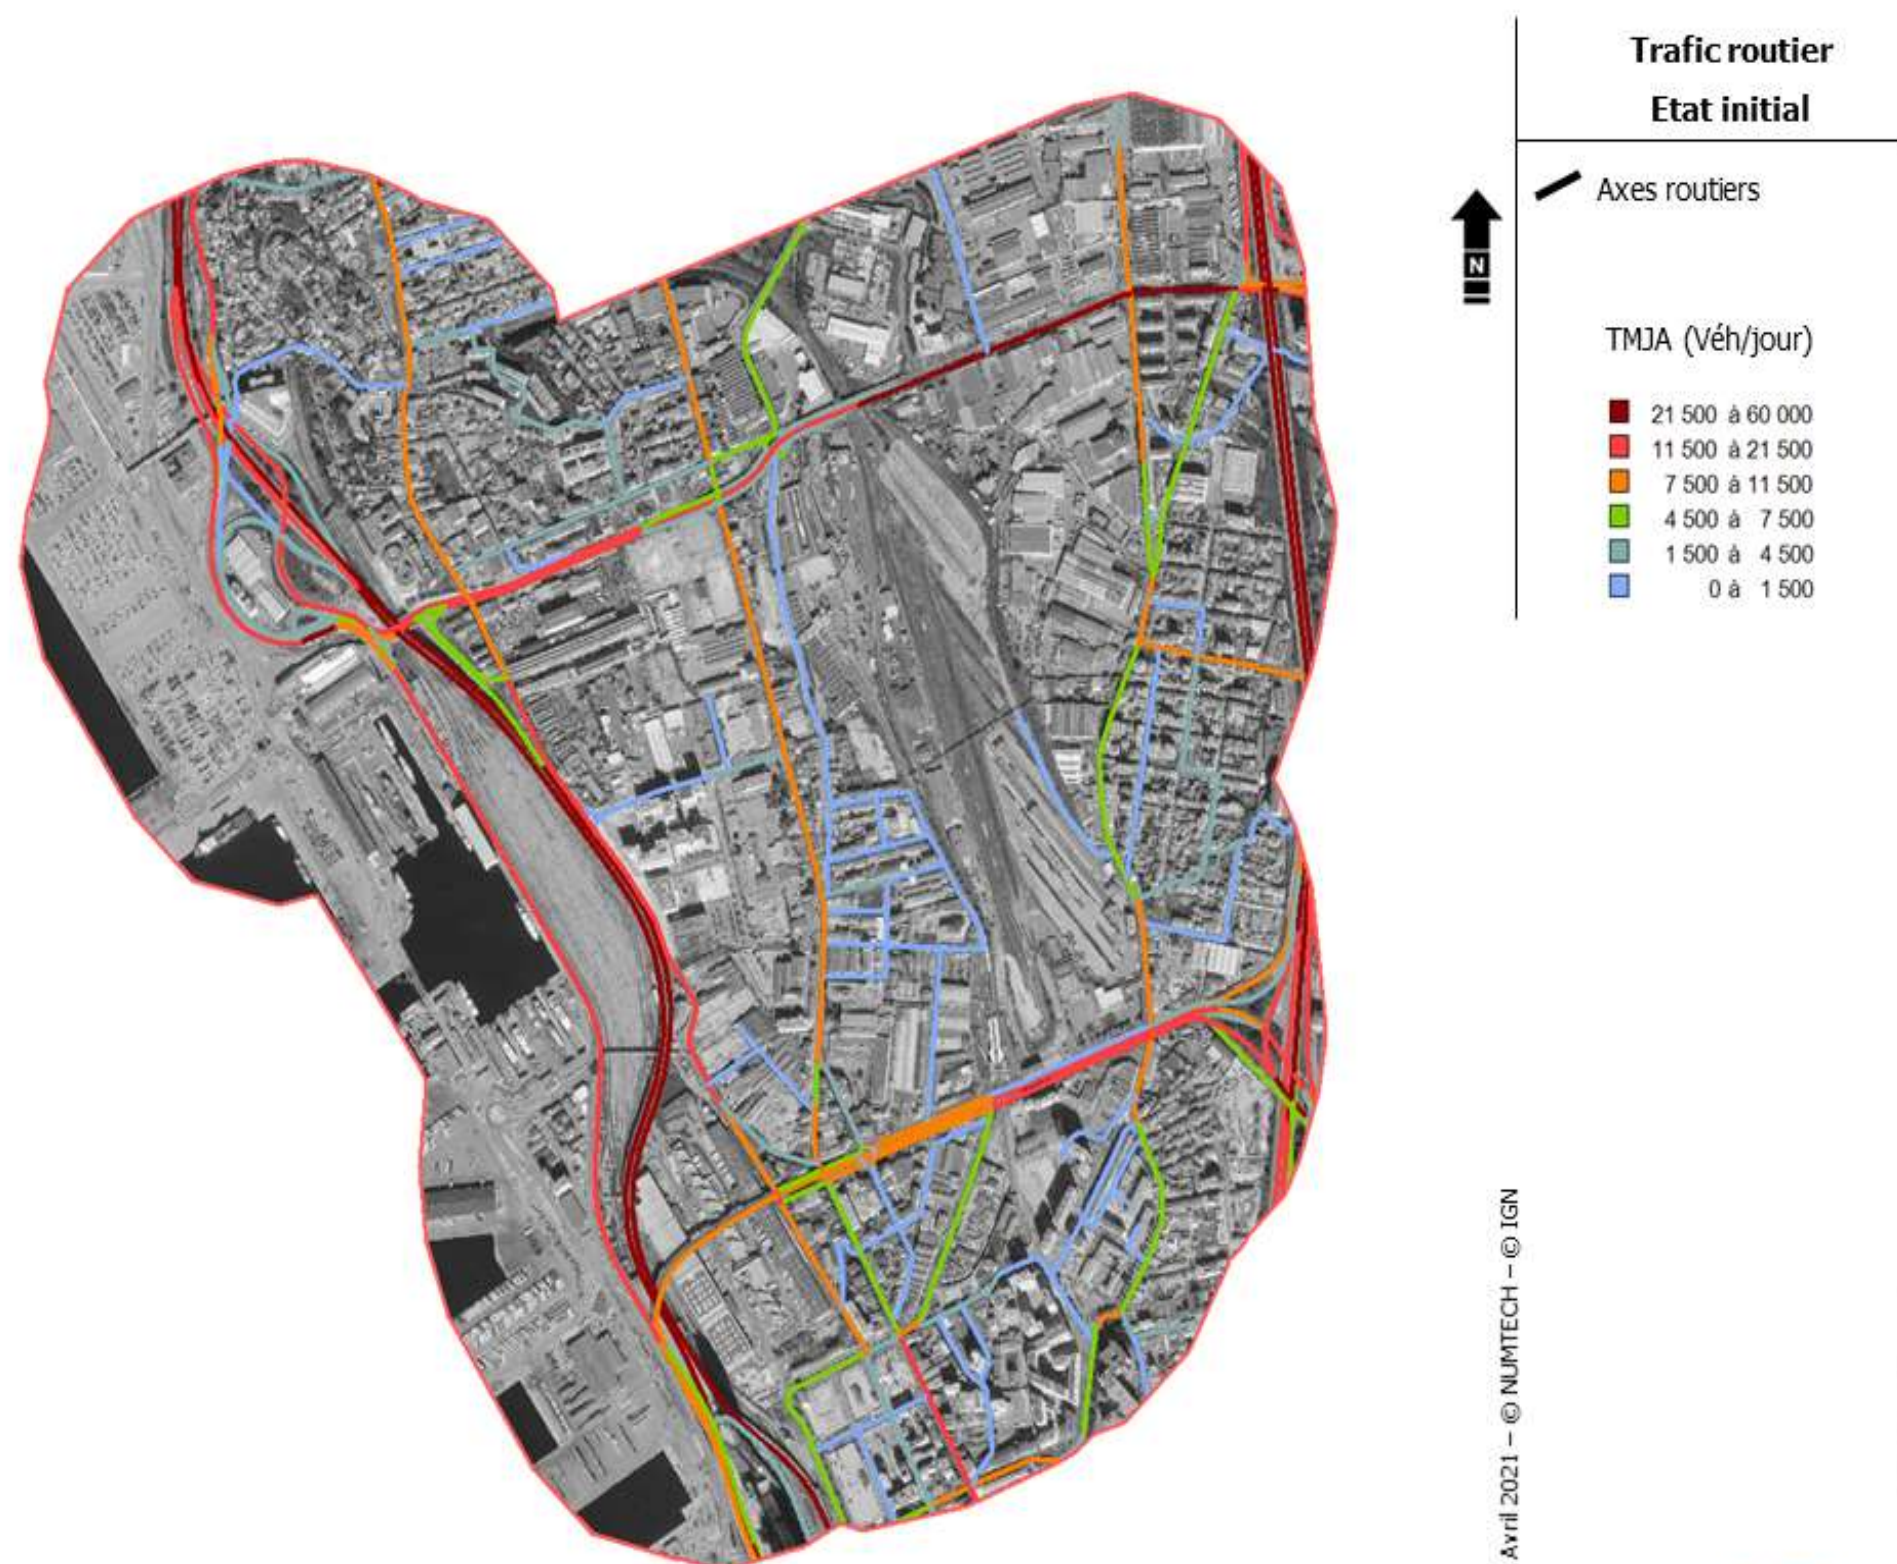 Trafic routier
Etat initial
Axes routiers
N
TMJA (Véh/jour)
21 500 à 60 000
11 500 à 21 500
7 500 à 11 500
4 500 à 7 500
1 500 à 4 500
0 à 1 500
Avril 2021 – © NUMTECH – © IGN